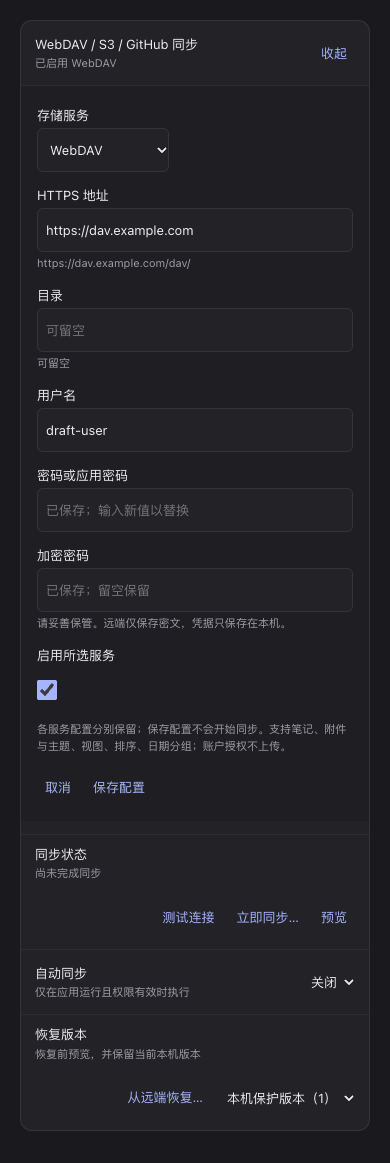 WebDAV / S3 / GitHub 同步
已启用 WebDAV
收起
存储服务
WebDAV
HTTPS 地址
https://dav.example.com
https://dav.example.com/dav/
目录
可留空
可留空
用户名
draft-user
密码或应用密码
已保存；输入新值以替换
加密密码
已保存；留空保留
请妥善保管。远端仅保存密文，凭据只保存在本机。
启用所选服务
各服务配置分别保留；保存配置不会开始同步。支持笔记、附件
与主题、视图、排序、日期分组；账户授权不上传。
取消
保存配置
同步状态
尚未完成同步
测试连接
立即同步...
预览
自动同步
仅在应用运行且权限有效时执行
关闭
恢复版本
恢复前预览，并保留当前本机版本
从远端恢复...
本机保护版本（1）